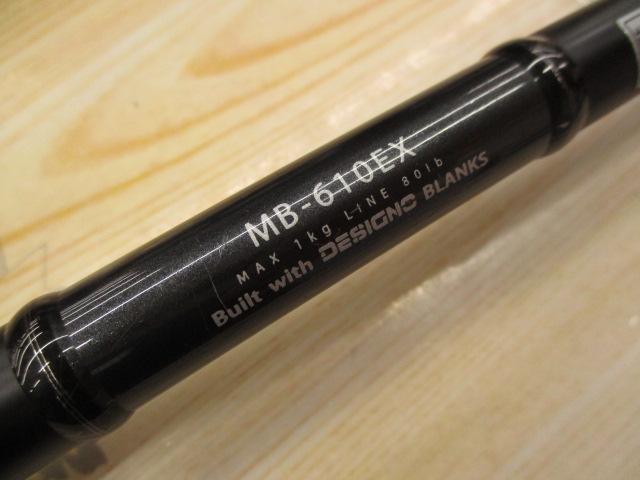 MB-610EX
MAX 1kg LINE 80lb
Built with DESIGNO BLANKS